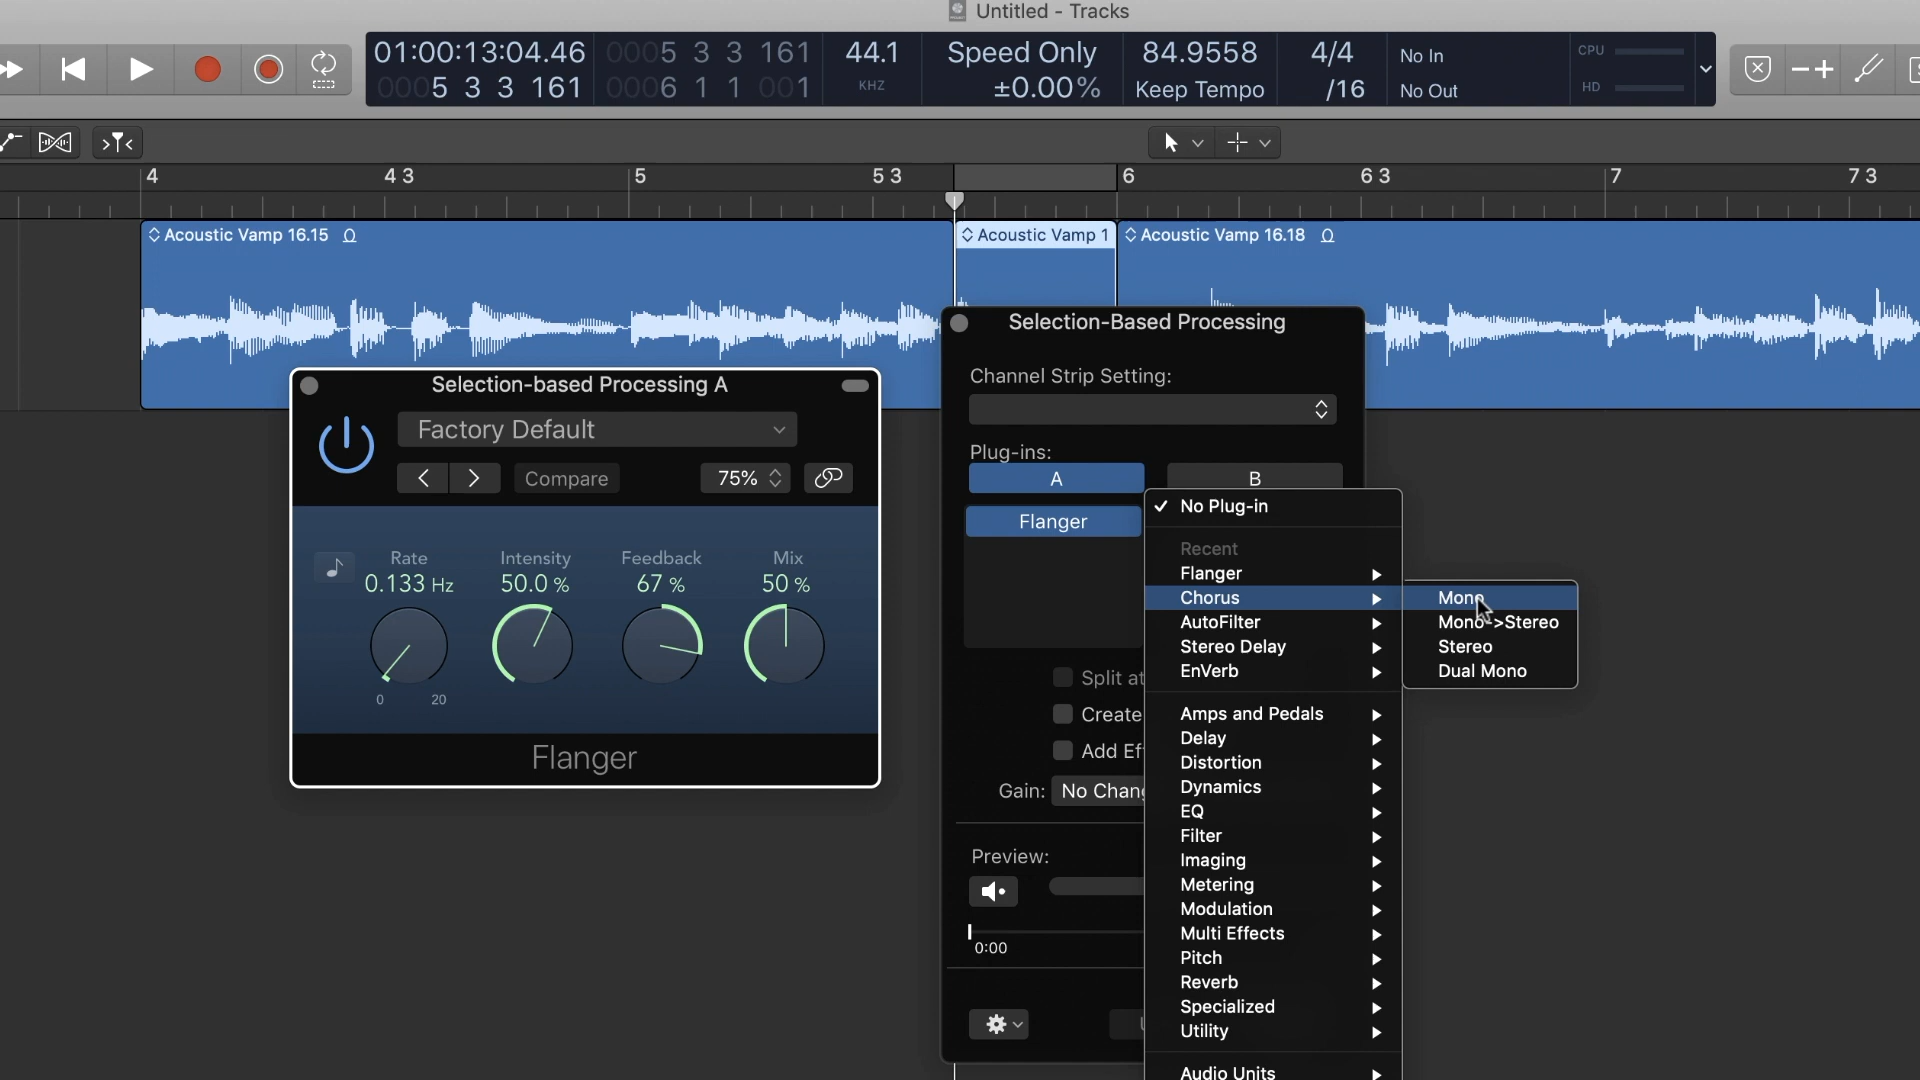 Untitled - Tracks
01:00:13:04.46
0005 3 3 161
0005 3 3 161
0006 1 1 001
44.1
KHZ
Speed Only
±0.00%
84.9558
Keep Tempo
4/4
/16
No In
No Out
CPU
HD
4
4 3
5
5 3
6
6 3
7
7 3
Acoustic Vamp 16.15
Acoustic Vamp 1
Acoustic Vamp 16.18
Selection-based Processing A
Factory Default
Compare
75%
Rate
0.133 Hz
0
20
Intensity
50.0 %
Feedback
67 %
Mix
50 %
Flanger
Selection-Based Processing
Channel Strip Setting:
Plug-ins:
A
B
Flanger
Split at
Create
Add
Gain:
No
Preview:
0:00
No Plug-in
Recent
Flanger
Chorus
AutoFilter
Stereo Delay
EnVerb
Amps and Pedals
Delay
Distortion
Dynamics
EQ
Filter
Imaging
Metering
Modulation
Multi Effects
Pitch
Reverb
Specialized
Utility
Audio Units
Mono
Mono->Stereo
Stereo
Dual Mono